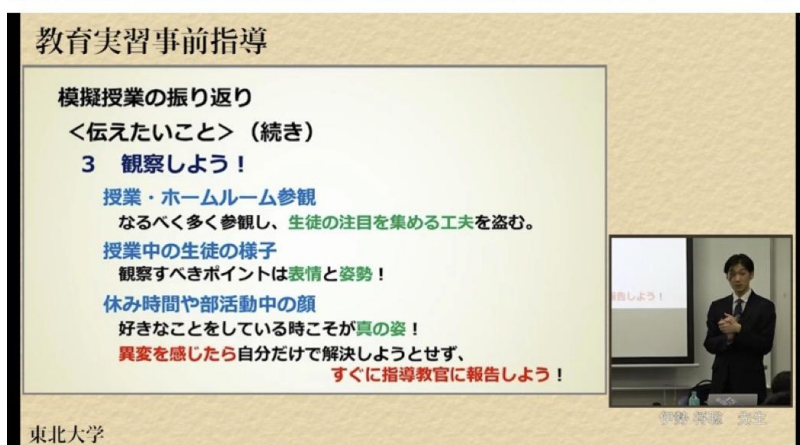 教育実習事前指導
模擬授業の振り返り
<伝えたいこと>（続き）
3　観察しよう！
授業・ホームルーム参観
なるべく多く参観し、生徒の注目を集める工夫を盗む。
授業中の生徒の様子
観察すべきポイントは表情と姿勢！
休み時間や部活動中の顔
好きなことをしている時こそが真の姿！
異変を感じたら自分だけで解決しようとせず、
すぐに指導教官に報告しよう！
報告しよう！
東北大学